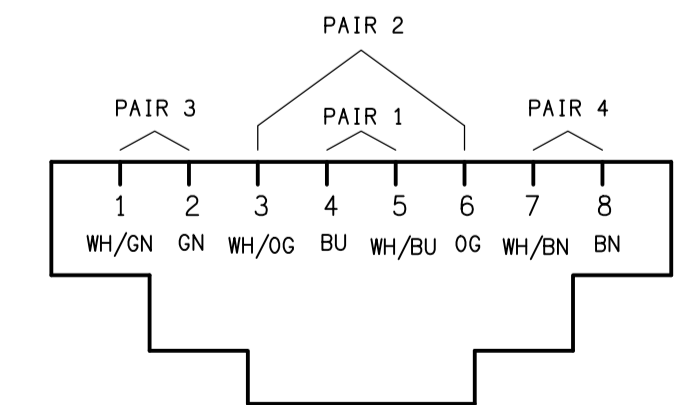 PAIR 2
PAIR 3 PAIR 1 PAIR 4
1 2 3 4 5 6 7 8
WH/GN GN WH/OG BU WH/BU OG WH/BN BN